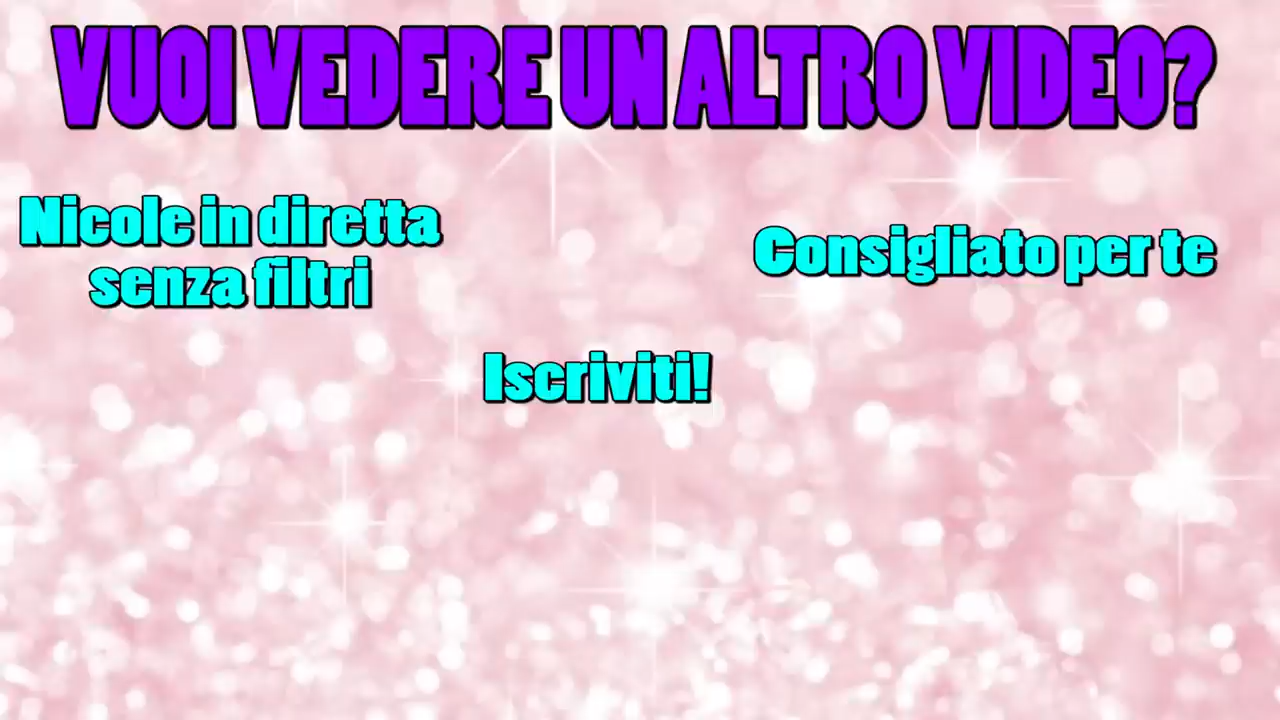 VUOI VEDERE UN ALTRO VIDEO?
Nicole in diretta
senza filtri
Consigliato per te
Iscriviti!